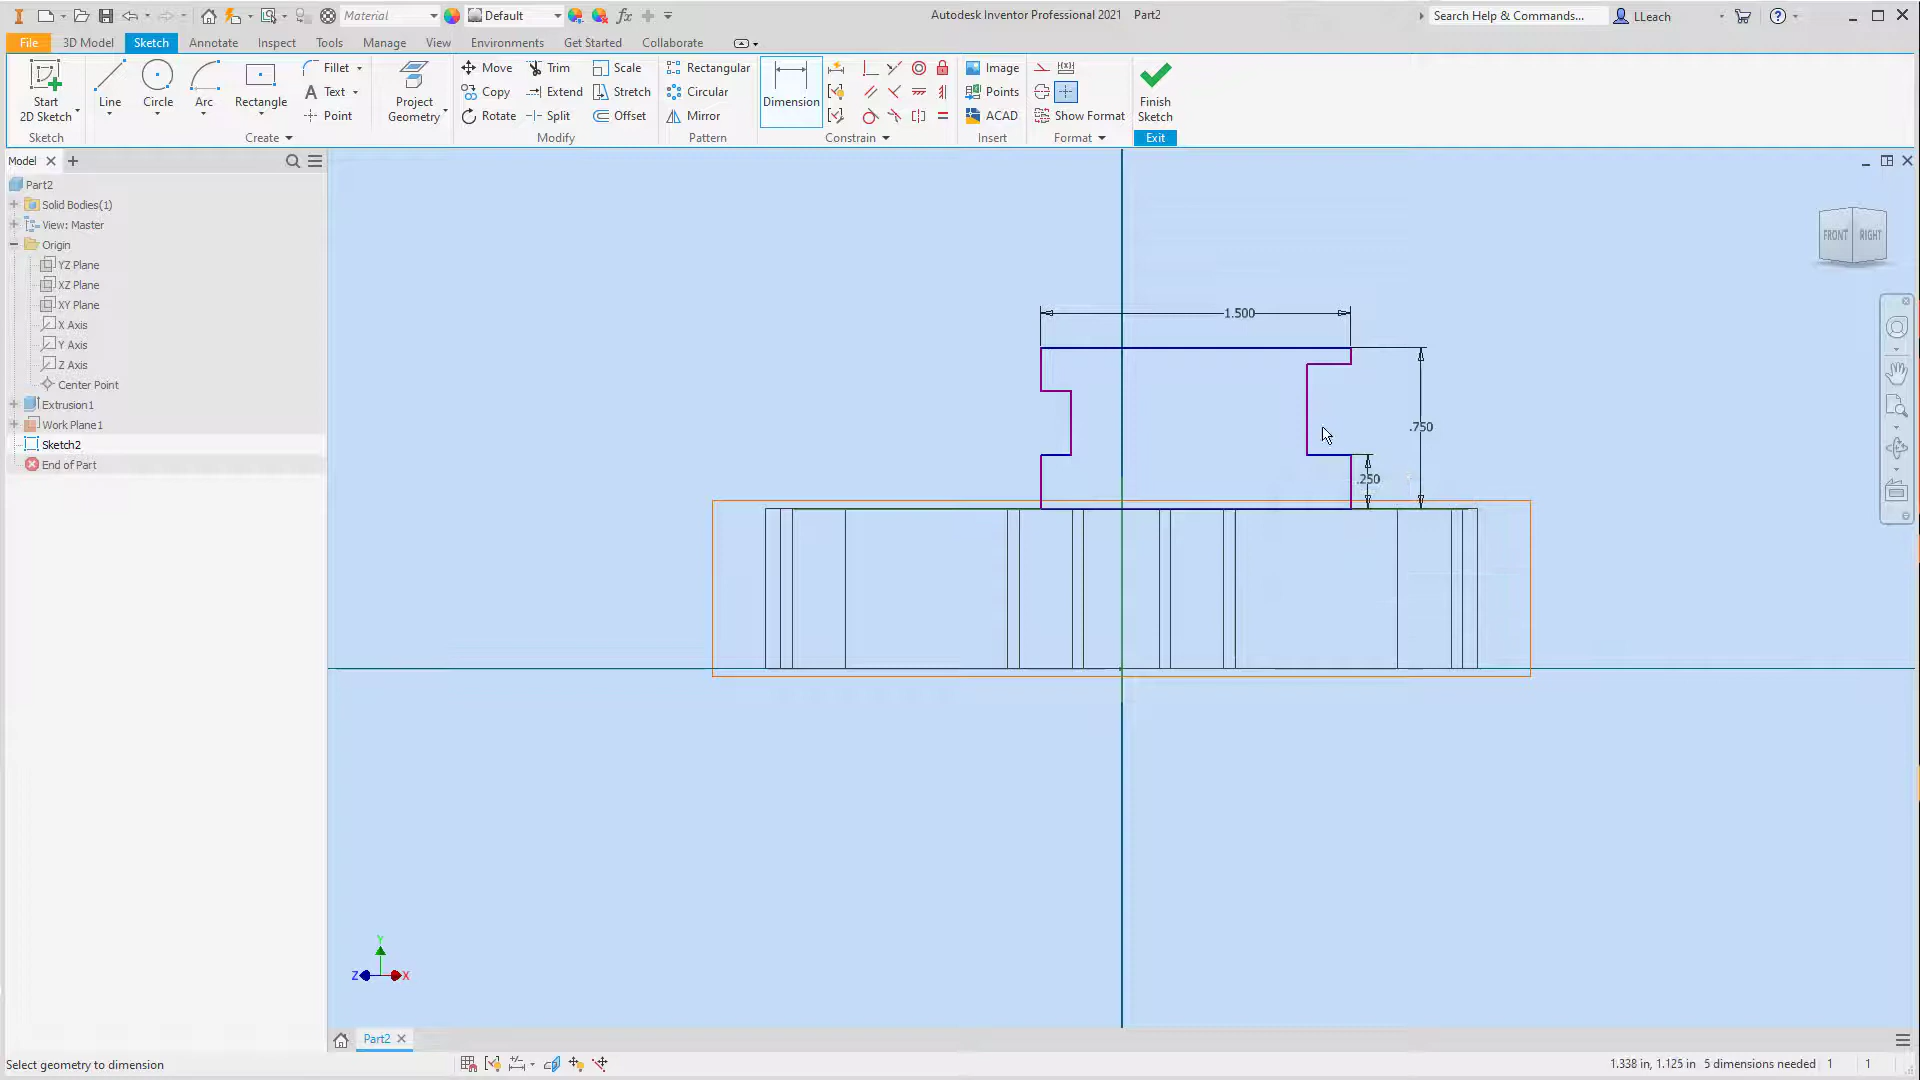 Material
Default
Autodesk Inventor Professional 2021 Part2
Search Help & Commands...
LLeach
File
3D Model
Sketch
Annotate
Inspect
Tools
Manage
View
Environments
Get Started
Collaborate
Start
2D Sketch
Line
Circle
Arc
Rectangle
Fillet
Text
Point
Project
Geometry
Move
Copy
Rotate
Trim
Extend
Split
Scale
Stretch
Offset
Rectangular
Circular
Mirror
Dimension
Image
Points
ACAD
Show Format
Finish
Sketch
Sketch
Create
Modify
Pattern
Constrain
Insert
Format
Exit
Model
Part2
Solid Bodies(1)
View: Master
Origin
YZ Plane
XZ Plane
XY Plane
X Axis
Y Axis
Z Axis
Center Point
Extrusion1
Work Plane1
Sketch2
End of Part
FRONT
RIGHT
1.500
.750
.250
Y
Z
X
Part2
Select geometry to dimension
1.338 in, 1.125 in 5 dimensions needed 1 1